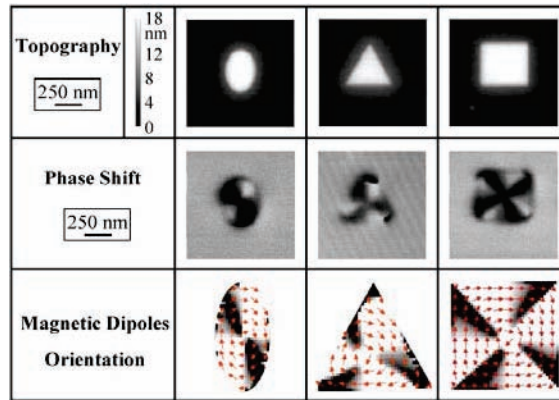 Topography
250 nm
18
nm
12
8
4
0
Phase Shift
250 nm
Magnetic Dipoles
Orientation